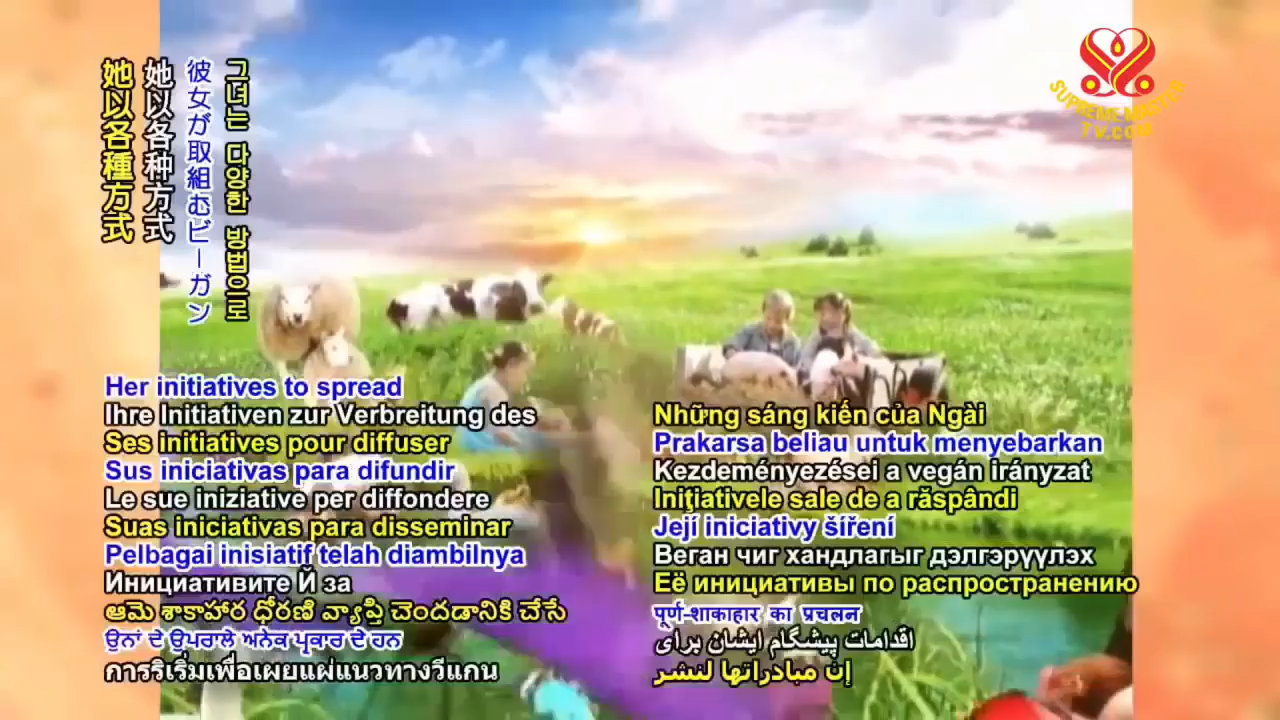 她以各種方式
她以各种方式
彼女が取組むビーガン
그녀는 다양한 방법으로
SUPREME MASTER
TV.COM
Her initiatives to spread
Ihre Initiativen zur Verbreitung des
Ses initiatives pour diffuser
Sus iniciativas para difundir
Le sue iniziative per diffondere
Suas iniciativas para disseminar
Pelbagai inisiatif telah diambilnya
Инициативите Й за
ఆమె శాకాహార ధోరణి వ్యాప్తి చెందడానికి చేసే
ਉਨਾਂ ਦੇ ਉਪਰਾਲੇ ਅਨੇਕ ਪ੍ਰਕਾਰ ਦੇ ਹਨ
การริเริ่มเพื่อเผยแผ่แนวทางวีแกน
Những sáng kiến của Ngài
Prakarsa beliau untuk menyebarkan
Kezdeményezései a vegán irányzat
Iniţiativele sale de a răspândi
Její iniciativy šíření
Веган чиг хандлагыг дэлгэрүүлэх
Её инициативы по распространению
पूर्ण-शाकाहार का प्रचलन
اقدامات پیشگام ایشان برای
إن مبادراتها لنشر